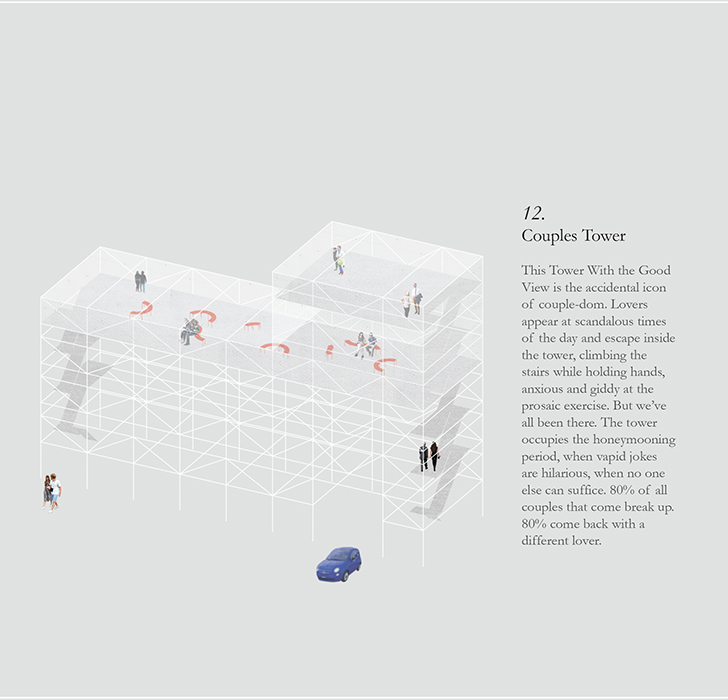 12.
Couples Tower
This Tower With the Good
View is the accidental icon
of couple-dom. Lovers
appear at scandalous times
of the day and escape inside
the tower, climbing the
stairs while holding hands,
anxious and giddy at the
prosaic exercise. But we’ve
all been there. The tower
occupies the honeymooning
period, when vapid jokes
are hilarious, when no one
else can suffice. 80% of all
couples that come break up.
80% come back with a
different lover.